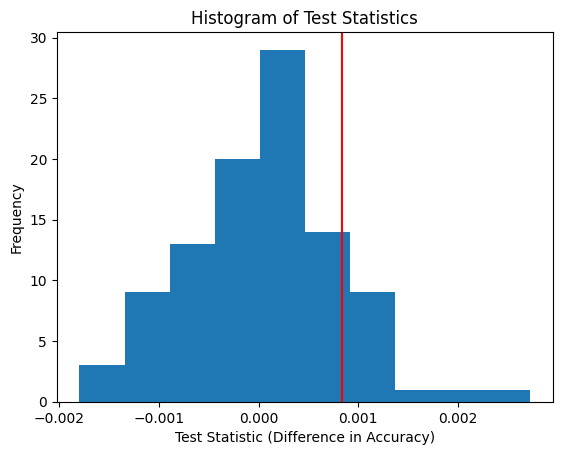 Histogram of Test Statistics
30
25
20
15
10
5
0
Frequency
−0.002 −0.001 0.000 0.001 0.002
Test Statistic (Difference in Accuracy)